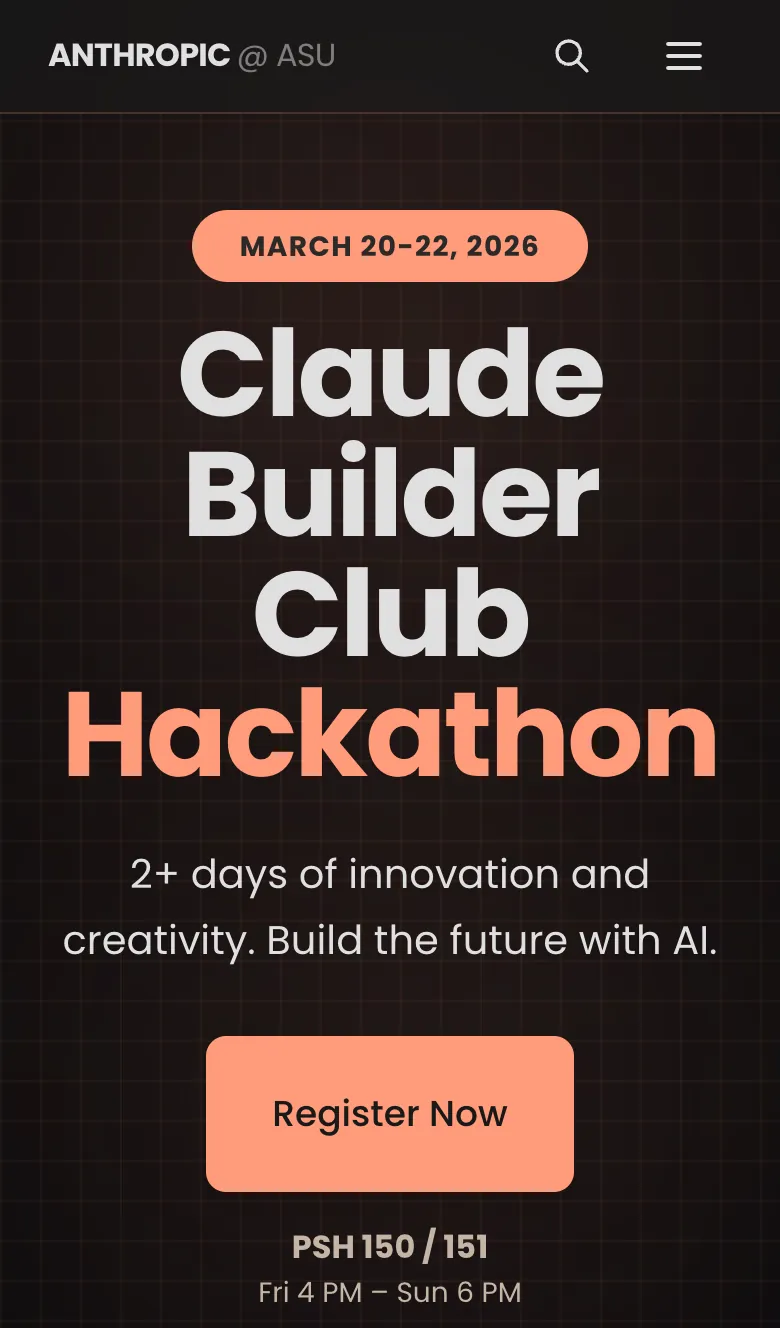 ANTHROPIC @ ASU
MARCH 20-22, 2026
Claude
Builder
Club
Hackathon
2+ days of innovation and
creativity. Build the future with AI.
Register Now
PSH 150 / 151
Fri 4 PM – Sun 6 PM